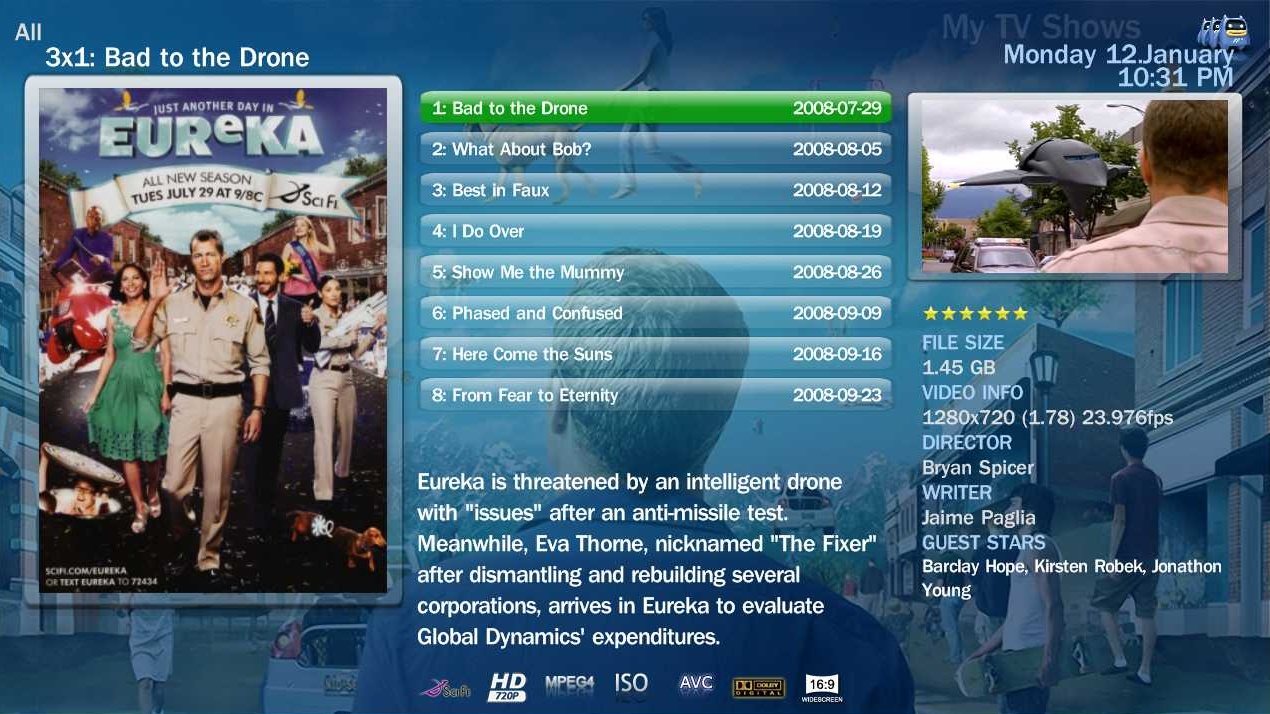 All
My TV Shows
3x1: Bad to the Drone
Monday 12.January
10:31 PM
JUST ANOTHER DAY IN
EUReKA
ALL NEW SEASON
TUES JULY 29 AT 9/8C
SCI FI
SCIFI.COM/EUREKA
OR TEXT EUREKA TO 72434
1: Bad to the Drone 2008-07-29
2: What About Bob? 2008-08-05
3: Best in Faux 2008-08-12
4: I Do Over 2008-08-19
5: Show Me the Mummy 2008-08-26
6: Phased and Confused 2008-09-09
7: Here Come the Suns 2008-09-16
8: From Fear to Eternity 2008-09-23
Eureka is threatened by an intelligent drone
with "issues" after an anti-missile test.
Meanwhile, Eva Thorne, nicknamed "The Fixer"
after dismantling and rebuilding several
corporations, arrives in Eureka to evaluate
Global Dynamics' expenditures.
FILE SIZE
1.45 GB
VIDEO INFO
1280x720 (1.78) 23.976fps
DIRECTOR
Bryan Spicer
WRITER
Jaime Paglia
GUEST STARS
Barclay Hope, Kirsten Robek, Jonathon
Young
SCI FI
HD
720P
MPEG4
ISO
AVC
DOLBY
DIGITAL
16:9
WIDESCREEN